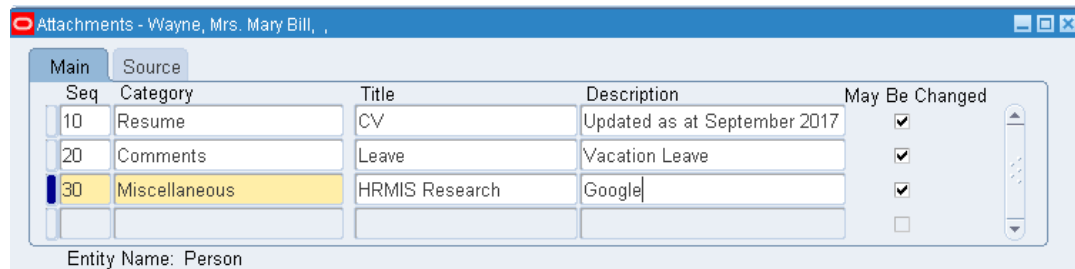 Attachments - Wayne, Mrs. Mary Bill, ,
Main Source
Seq Category Title Description May Be Changed
10 Resume CV Updated as at September 2017
20 Comments Leave Vacation Leave
30 Miscellaneous HRMIS Research Google
Entity Name: Person